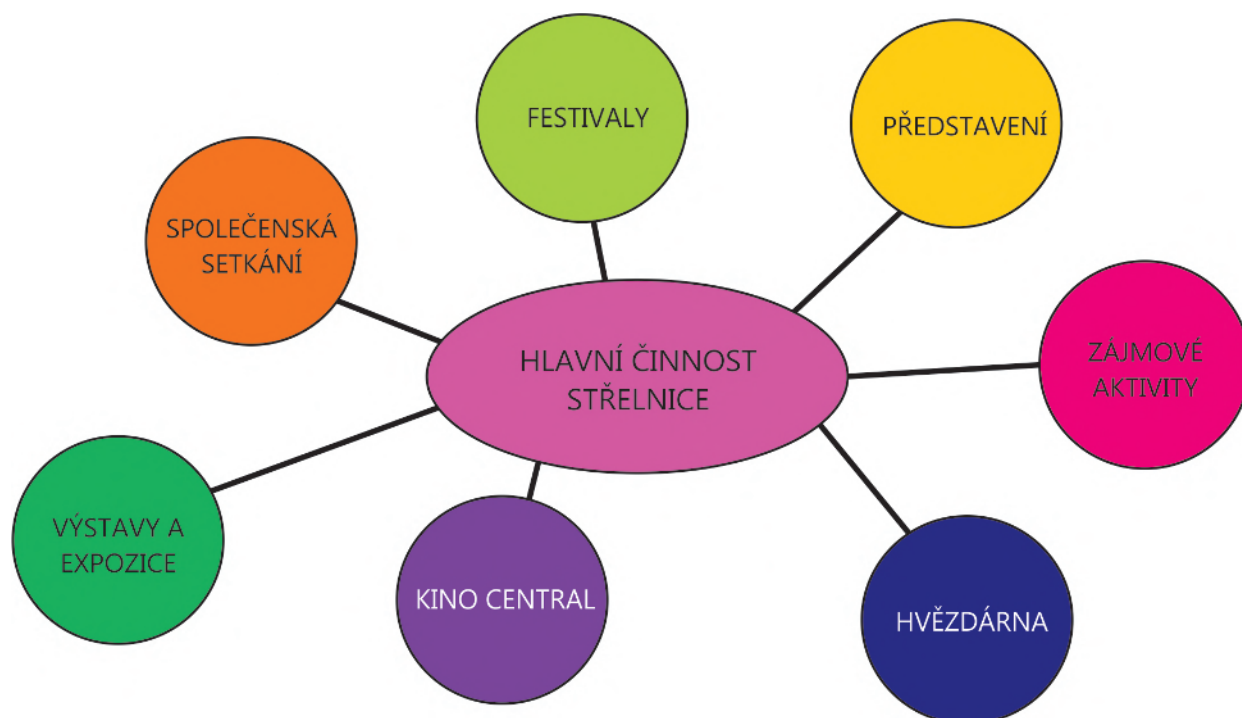 FESTIVALY
PŘEDSTAVENÍ
SPOLEČENSKÁ
SETKÁNÍ
HLAVNÍ ČINNOST
STŘELNICE
ZÁJMOVÉ
AKTIVITY
VÝSTAVY A
EXPOZICE
KINO CENTRAL
HVĚZDÁRNA